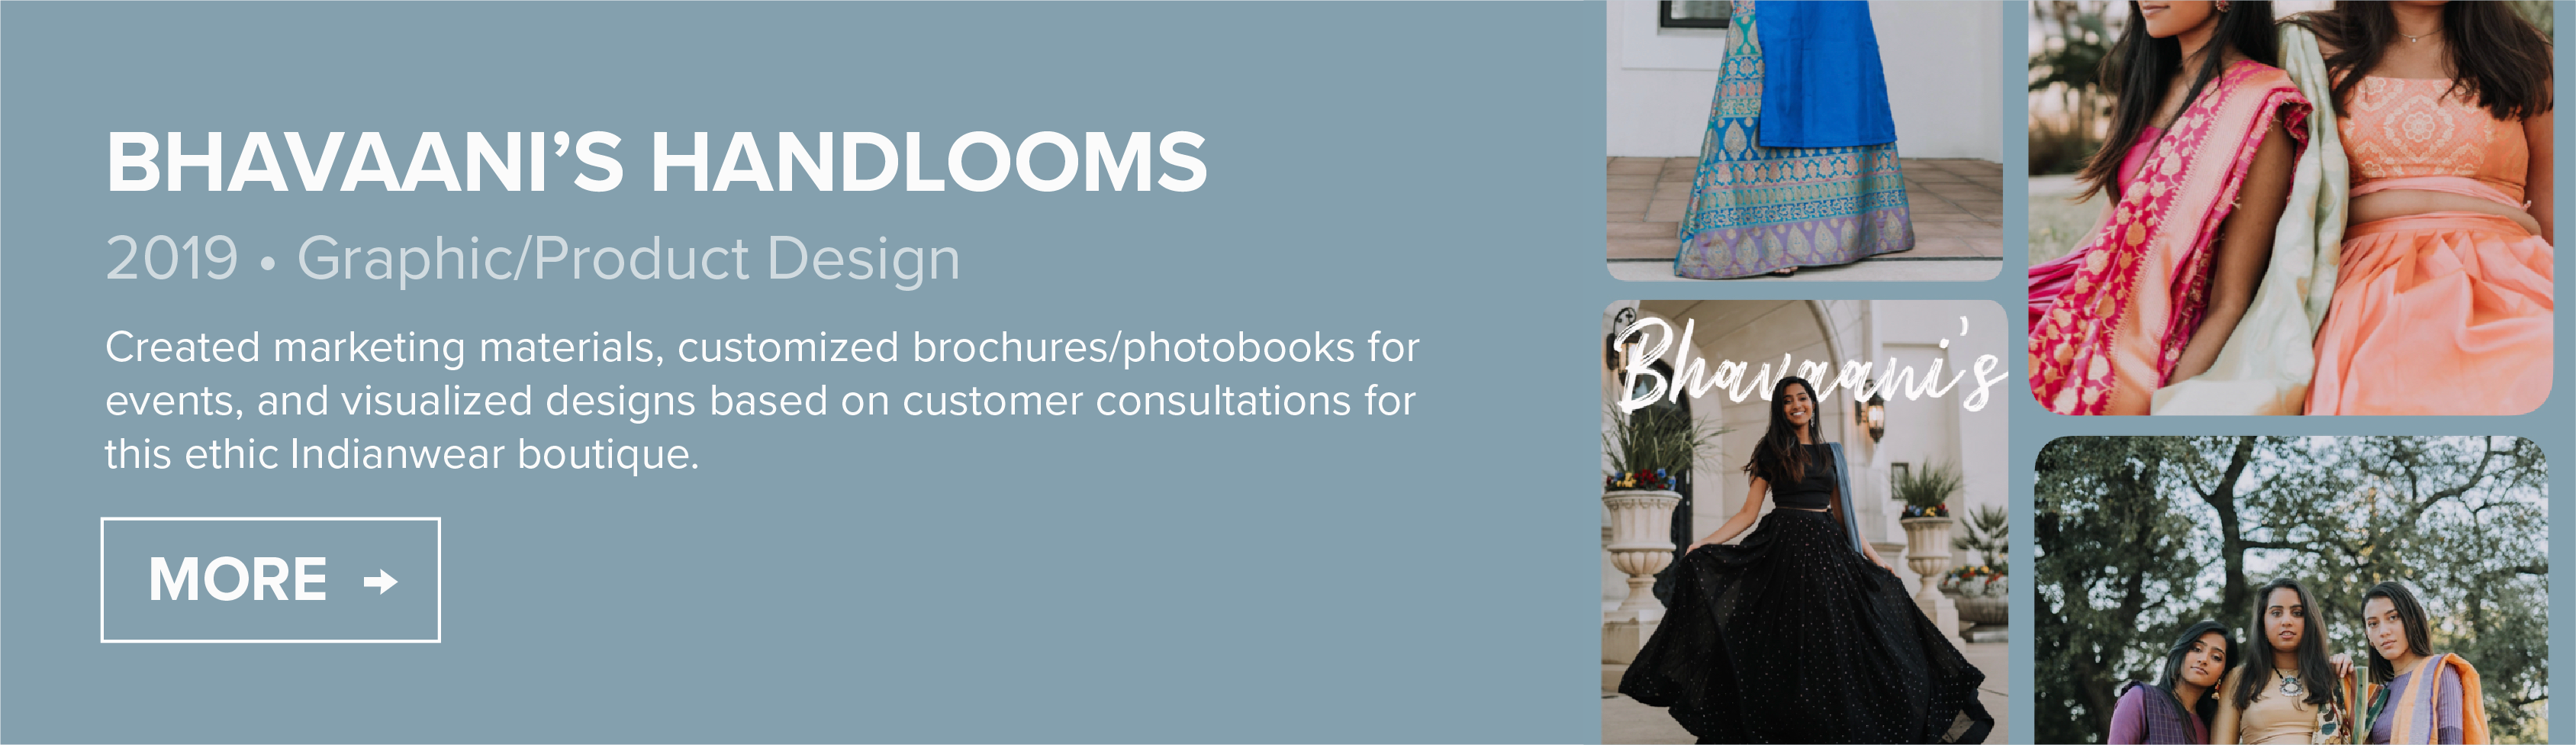 BHAVAANI’S HANDLOOMS
2019 • Graphic/Product Design
Created marketing materials, customized brochures/photobooks for
events, and visualized designs based on customer consultations for
this ethic Indianwear boutique.
MORE
Bhavaani's